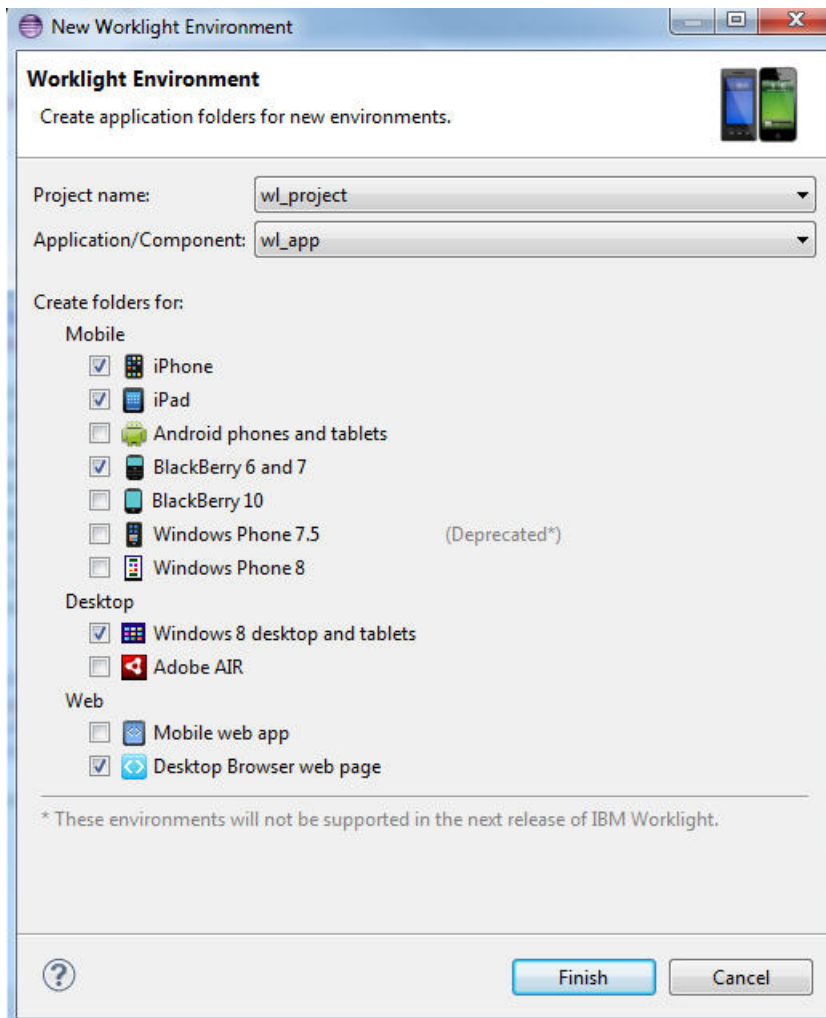 New Worklight Environment
Worklight Environment
Create application folders for new environments.
Project name: wl_project
Application/Component: wl_app
Create folders for:
Mobile
iPhone
iPad
Android phones and tablets
BlackBerry 6 and 7
BlackBerry 10
Windows Phone 7.5 (Deprecated*)
Windows Phone 8
Desktop
Windows 8 desktop and tablets
Adobe AIR
Web
Mobile web app
Desktop Browser web page
* These environments will not be supported in the next release of IBM Worklight.
? Finish Cancel